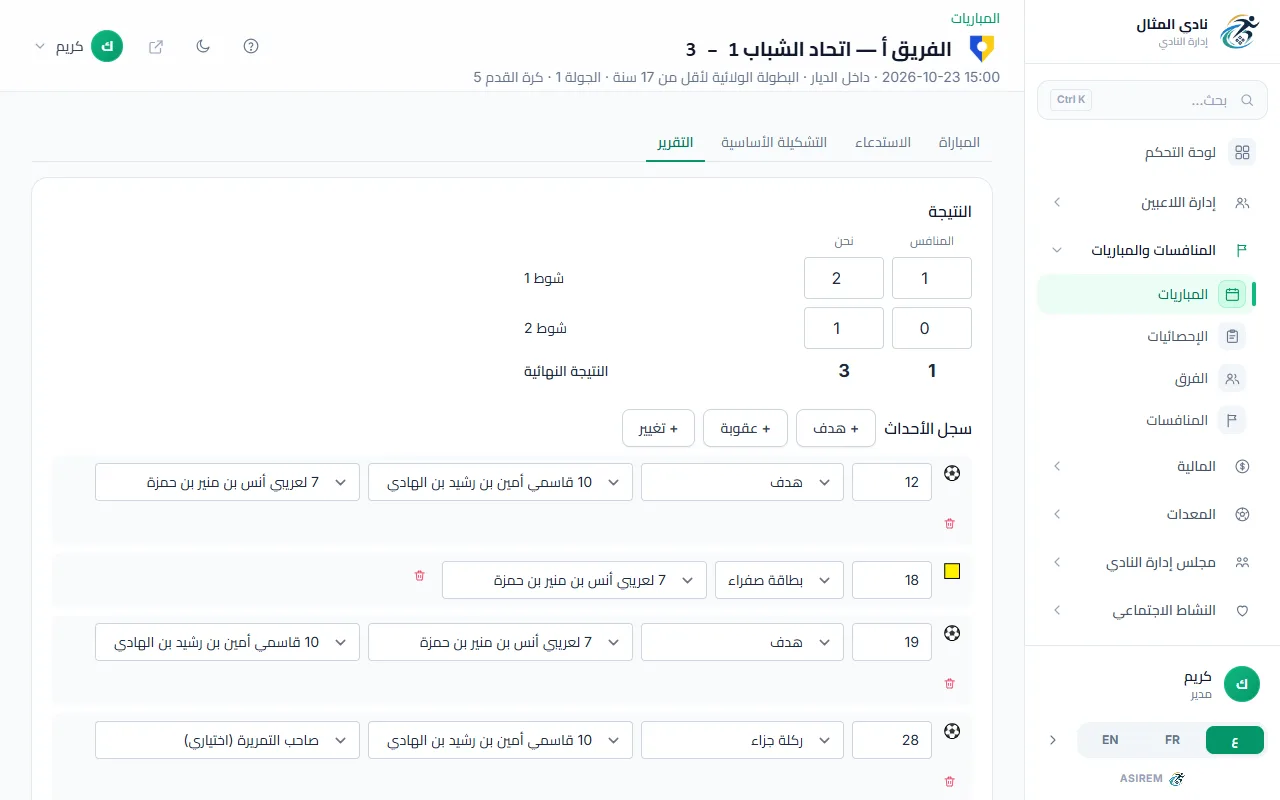 نادي المثال
إدارة النادي
بحث...
Ctrl K
لوحة التحكم
إدارة اللاعبين
المنافسات والمباريات
المباريات
الإحصائيات
الفرق
المنافسات
المالية
المعدات
مجلس إدارة النادي
النشاط الاجتماعي
ك
كريم
مدير
ع
FR
EN
ASIREM
المباريات
الفريق أ — اتحاد الشباب 1 – 3
15:00 2026-10-23 · داخل الديار · البطولة الولائية لأقل من 17 سنة · الجولة 1 · كرة القدم 5
ك
كريم
المباراة
الاستدعاء
التشكيلة الأساسية
التقرير
النتيجة
المنافس نحن
1 2 شوط 1
0 1 شوط 2
1 3 النتيجة النهائية
سجل الأحداث
+ هدف
+ عقوبة
+ تغيير
12 هدف 10 قاسمي أمين بن رشيد بن الهادي 7 لعريبي أنس بن منير بن حمزة
18 بطاقة صفراء 7 لعريبي أنس بن منير بن حمزة
19 هدف 7 لعريبي أنس بن منير بن حمزة 10 قاسمي أمين بن رشيد بن الهادي
28 ركلة جزاء 10 قاسمي أمين بن رشيد بن الهادي صاحب التمريرة (اختياري)